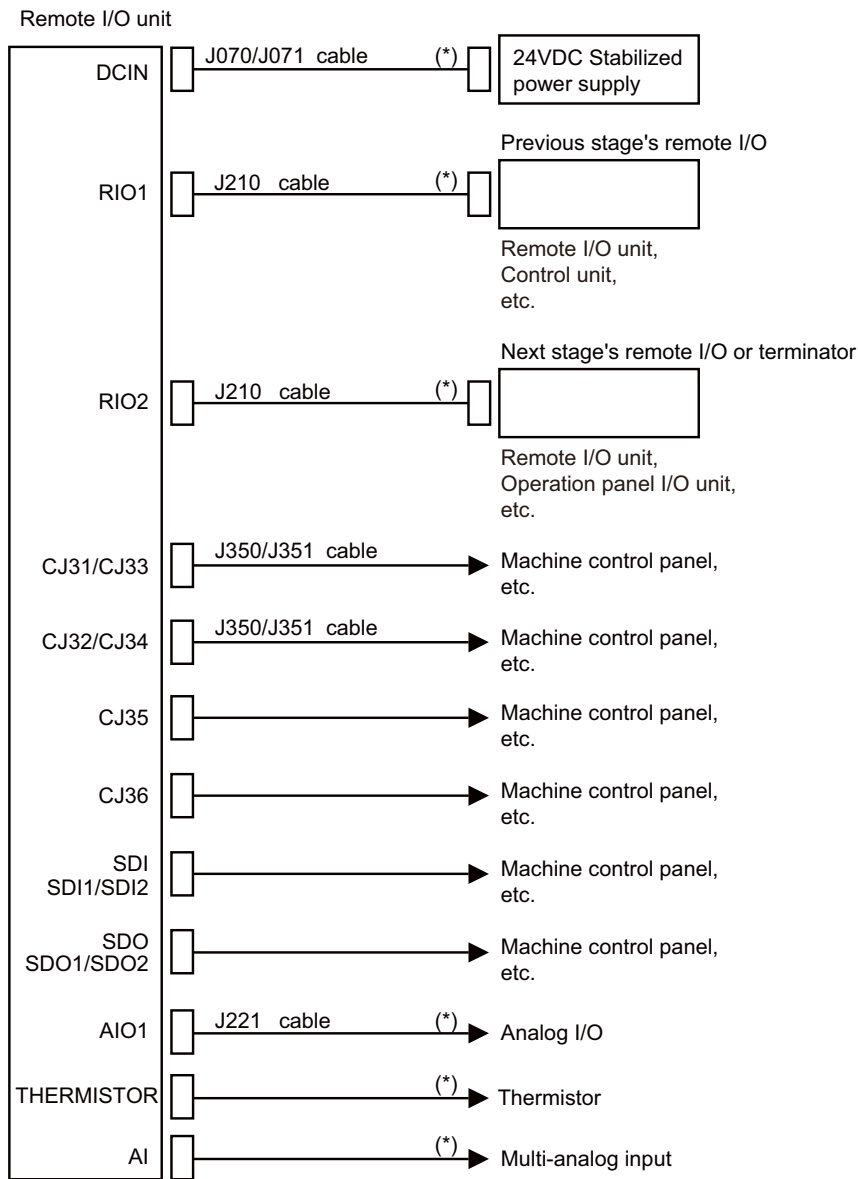 Remote I/O unit
DCIN
J070/J071 cable
(*)
24VDC Stabilized
power supply
Previous stage's remote I/O
RIO1
J210 cable
(*)
Remote I/O unit,
Control unit,
etc.
Next stage's remote I/O or terminator
RIO2
J210 cable
(*)
Remote I/O unit,
Operation panel I/O unit,
etc.
CJ31/CJ33
J350/J351 cable
Machine control panel,
etc.
CJ32/CJ34
J350/J351 cable
Machine control panel,
etc.
CJ35
Machine control panel,
etc.
CJ36
Machine control panel,
etc.
SDI
SDI1/SDI2
Machine control panel,
etc.
SDO
SDO1/SDO2
Machine control panel,
etc.
AIO1
J221 cable
(*)
Analog I/O
THERMISTOR
(*)
Thermistor
AI
(*)
Multi-analog input